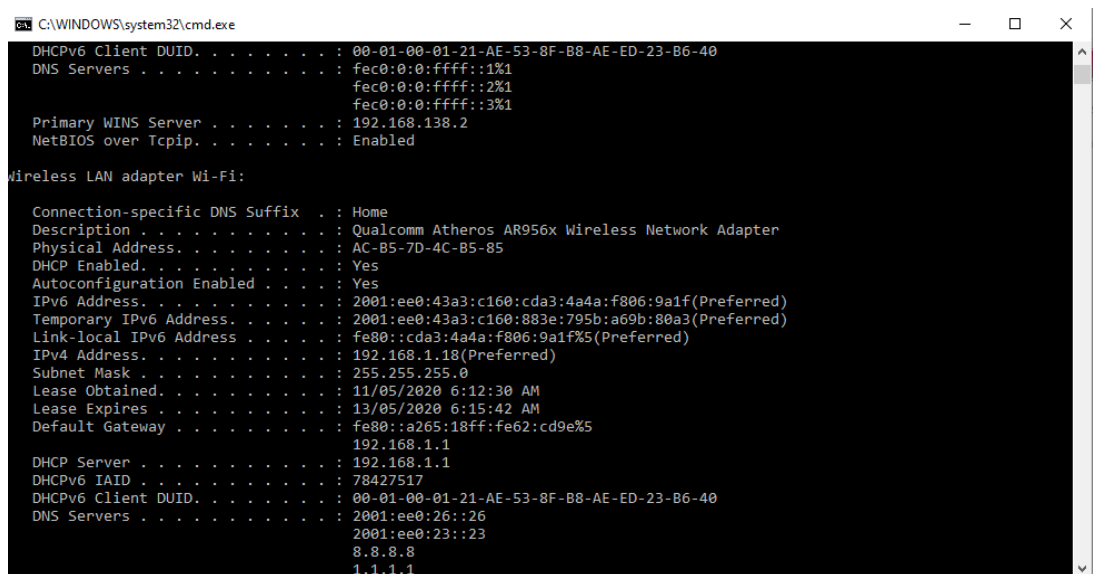 C:\WINDOWS\system32\cmd.exe
DHCPv6 Client DUID. . . . . . . . : 00-01-00-01-21-AE-53-8F-B8-AE-ED-23-B6-40
DNS Servers . . . . . . . . . . . : fec0:0:0:ffff::1%1
fec0:0:0:ffff::2%1
fec0:0:0:ffff::3%1
Primary WINS Server . . . . . . . : 192.168.138.2
NetBIOS over Tcpip. . . . . . . . : Enabled
Wireless LAN adapter Wi-Fi:
Connection-specific DNS Suffix  . : Home
Description . . . . . . . . . . . : Qualcomm Atheros AR956x Wireless Network Adapter
Physical Address. . . . . . . . . : AC-B5-7D-4C-B5-85
DHCP Enabled. . . . . . . . . . . : Yes
Autoconfiguration Enabled . . . . : Yes
IPv6 Address. . . . . . . . . . . : 2001:ee0:43a3:c160:cda3:4a4a:f806:9a1f(Preferred)
Temporary IPv6 Address. . . . . . : 2001:ee0:43a3:c160:883e:795b:a69b:80a3(Preferred)
Link-local IPv6 Address . . . . . : fe80::cda3:4a4a:f806:9a1f%5(Preferred)
IPv4 Address. . . . . . . . . . . : 192.168.1.18(Preferred)
Subnet Mask . . . . . . . . . . . : 255.255.255.0
Lease Obtained. . . . . . . . . . : 11/05/2020 6:12:30 AM
Lease Expires . . . . . . . . . . : 13/05/2020 6:15:42 AM
Default Gateway . . . . . . . . . : fe80::a265:18ff:fe62:cd9e%5
192.168.1.1
DHCP Server . . . . . . . . . . . : 192.168.1.1
DHCPv6 IAID . . . . . . . . . . . : 78427517
DHCPv6 Client DUID. . . . . . . . : 00-01-00-01-21-AE-53-8F-B8-AE-ED-23-B6-40
DNS Servers . . . . . . . . . . . : 2001:ee0:26::26
2001:ee0:23::23
8.8.8.8
1.1.1.1